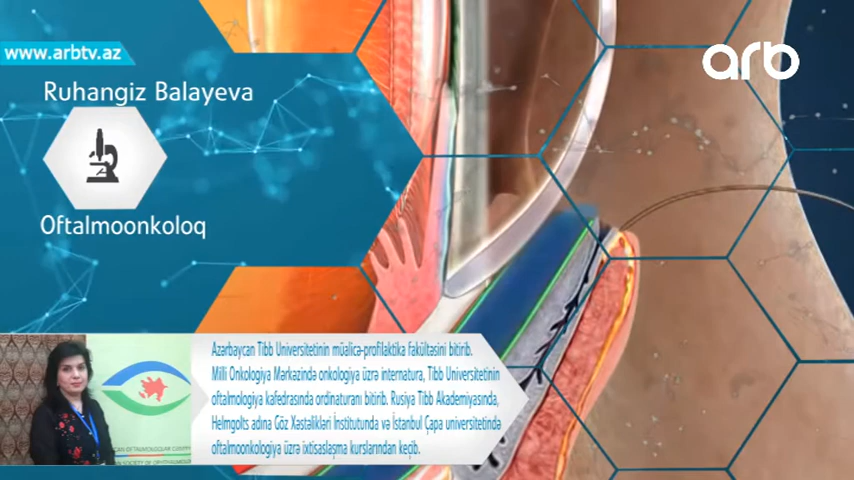 www.arbtv.az
arb
Ruhangiz Balayeva
Oftalmoonkoloq
Azərbaycan Tibb Universitetinin müalicə-profilaktika fakültəsini bitirib.
Milli Onkologiya Mərkəzində onkologiya üzrə internatura, Tibb Universitetinin
oftalmologiya kafedrasında ordinaturanı bitirib. Rusiya Tibb Akademiyasında,
Helmgolts adına Göz Xəstəlikləri İnstitutunda və İstanbul Çapa universitetində
oftalmoonkologiya üzrə ixtisaslaşma kurslarından keçib.